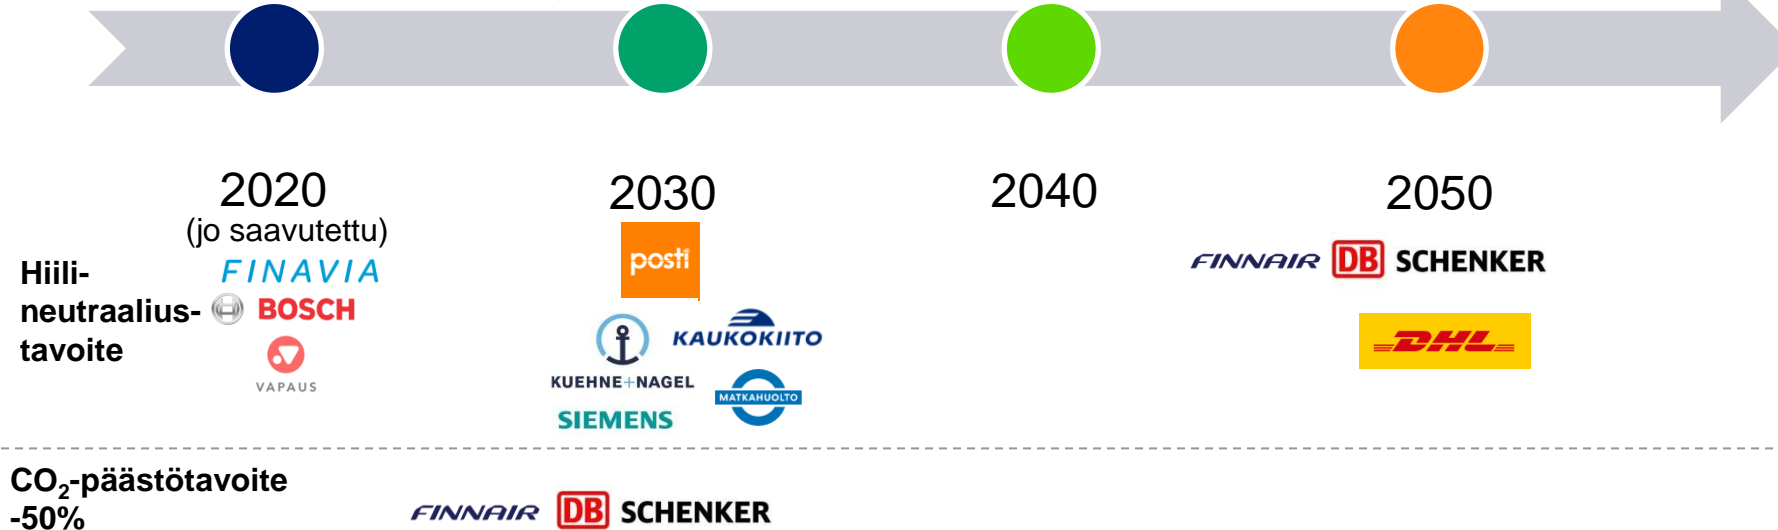 2020
2030
2040
2050
(jo saavutettu)
Hiili-
neutraalius-
tavoite
FINAVIA
BOSCH
VAPAUS
posti
KAUKOKIITO
KUEHNE+NAGEL
MATKAHUOLTO
SIEMENS
FINNAIR DB SCHENKER
DHL
CO₂-päästötavoite
-50%
FINNAIR DB SCHENKER